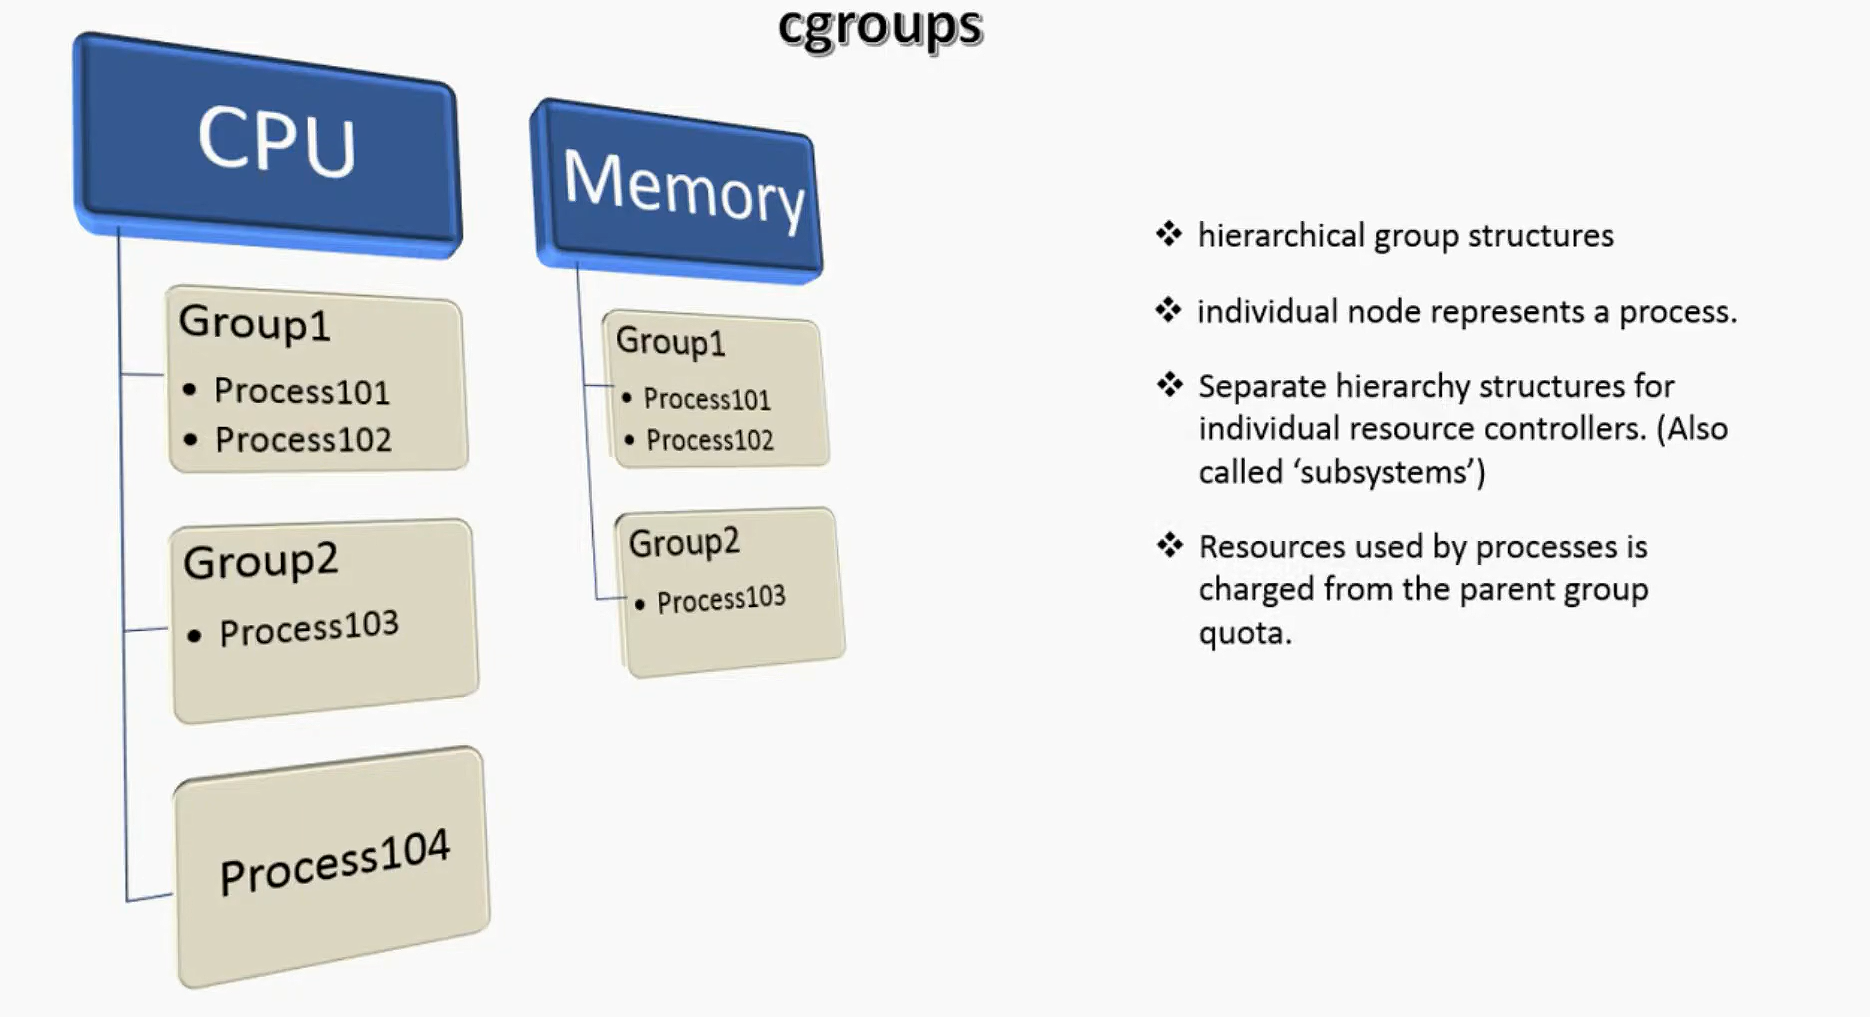 cgroups
CPU
Group1
• Process101
• Process102
Group2
• Process103
Process104
Memory
Group1
• Process101
• Process102
Group2
• Process103
❖ hierarchical group structures
❖ individual node represents a process.
❖ Separate hierarchy structures for
individual resource controllers. (Also
called ‘subsystems’)
❖ Resources used by processes is
charged from the parent group
quota.